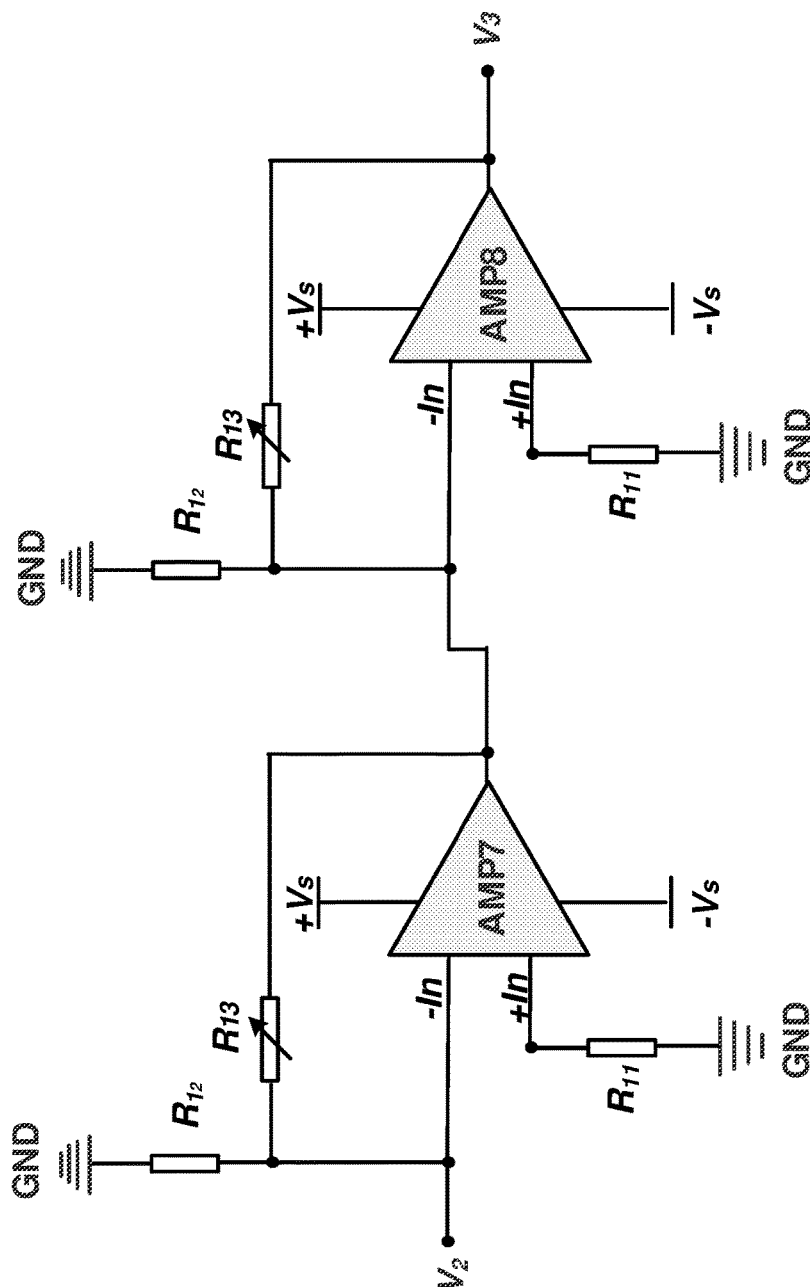 V3
GND
R12
R13
+Vs
-In
AMP8
+In
-Vs
R11
GND
GND
R12
R13
+Vs
-In
AMP7
+In
-Vs
R11
GND
V2